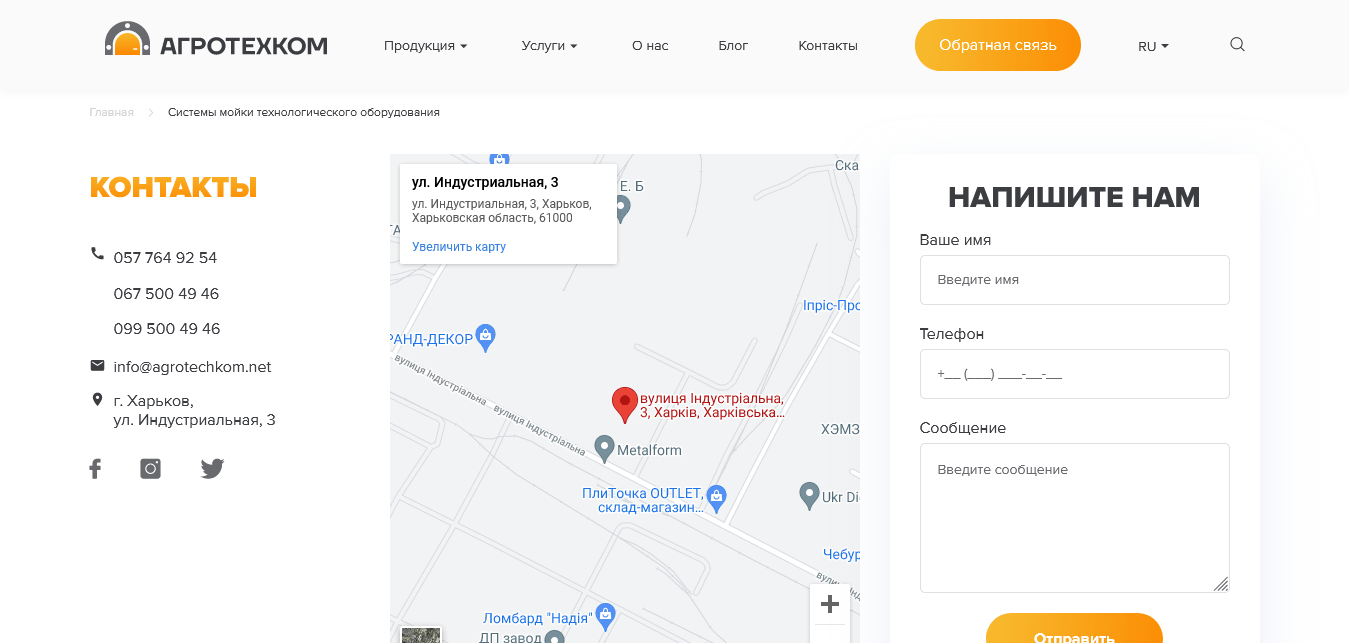 АГРОТЕХКОМ
Продукция
Услуги
О нас
Блог
Контакты
Обратная связь
RU
Главная
Системы мойки технологического оборудования
КОНТАКТЫ
057 764 92 54
067 500 49 46
099 500 49 46
info@agrotechkom.net
г. Харьков,
ул. Индустриальная, 3
ул. Индустриальная, 3
ул. Индустриальная, 3, Харьков,
Харьковская область, 61000
Увеличить карту
Ска
Е. Б
Іпріс-Про
РАНД-ДЕКОР
вулиця Індустріальна
вулиця Індустріальна
вулиця Індустріальна,
3, Харків, Харківська...
ХЭМЗ
Metalform
ПлиТочка OUTLET,
склад-магазин...
Ukr Di
Чебур
вулиць Інд
Ломбард "Надія"
ДП завод
НАПИШИТЕ НАМ
Ваше имя
Введите имя
Телефон
+__ (___) ___-__-__
Сообщение
Введите сообщение
Отправить